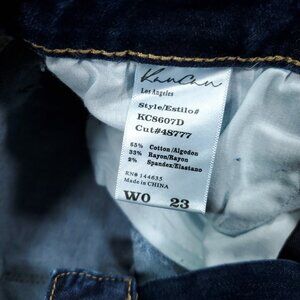 KanCan
Los Angeles
Style/Estilo#
KC8607D
Cut#48777
65% Cotton/Algodon
33% Rayon/Rayon
2% Spandex/Elastano
RN# 144635
Made in CHINA
W0 23